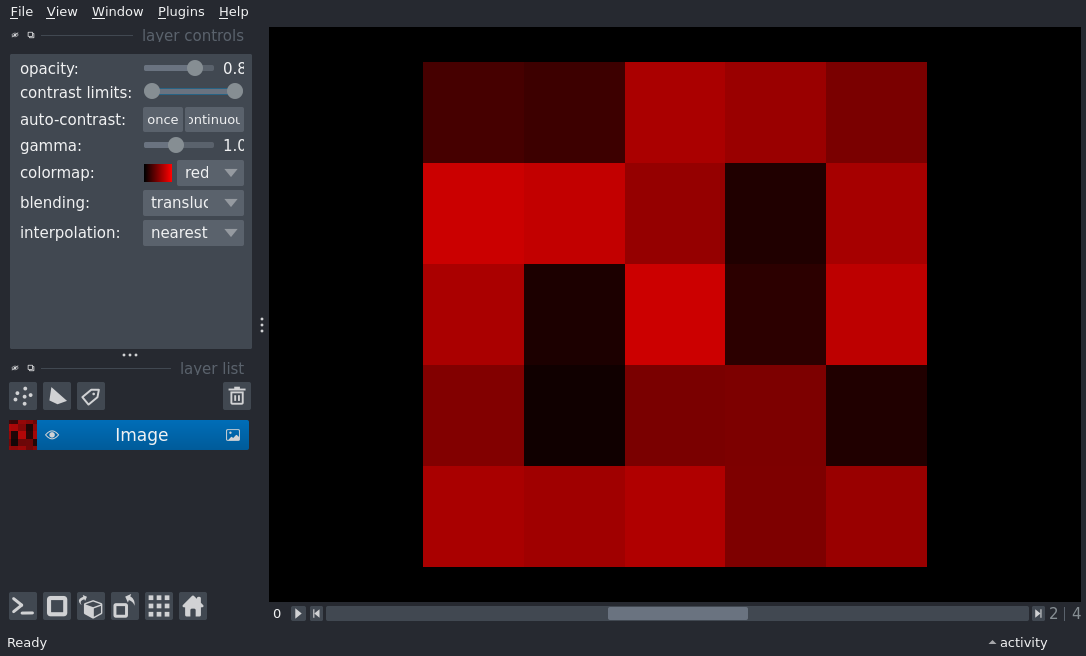 File View Window Plugins Help
layer controls
opacity: 0.8
contrast limits:
auto-contrast: once ontinuou
gamma: 1.0
colormap: red
blending: transluc
interpolation: nearest
layer list
Image
0 2 | 4
Ready activity